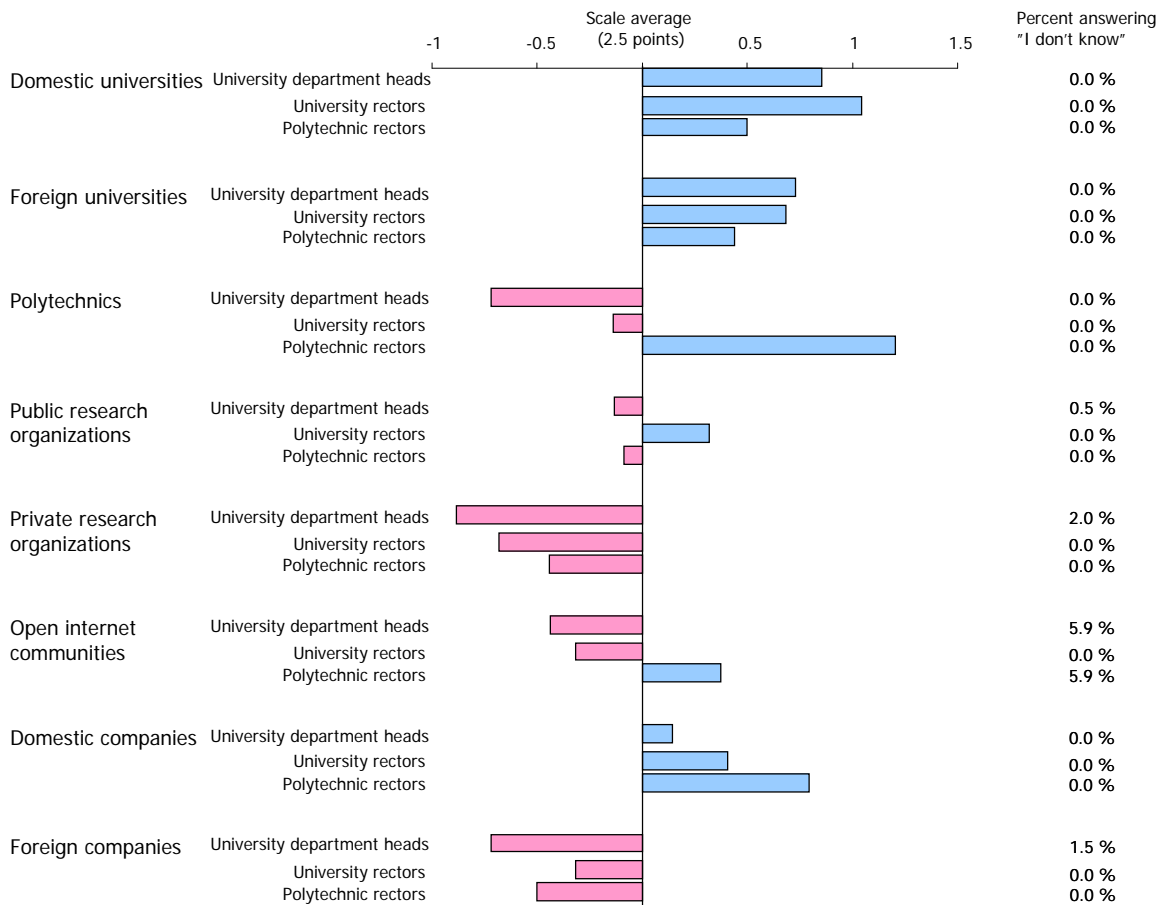 Scale average
(2.5 points)
Percent answering
"I don't know"
-1 -0.5 0.5 1 1.5
Domestic universities University department heads 0.0 %
University rectors 0.0 %
Polytechnic rectors 0.0 %
Foreign universities University department heads 0.0 %
University rectors 0.0 %
Polytechnic rectors 0.0 %
Polytechnics University department heads 0.0 %
University rectors 0.0 %
Polytechnic rectors 0.0 %
Public research
organizations
University department heads 0.5 %
University rectors 0.0 %
Polytechnic rectors 0.0 %
Private research
organizations
University department heads 2.0 %
University rectors 0.0 %
Polytechnic rectors 0.0 %
Open internet
communities
University department heads 5.9 %
University rectors 0.0 %
Polytechnic rectors 5.9 %
Domestic companies University department heads 0.0 %
University rectors 0.0 %
Polytechnic rectors 0.0 %
Foreign companies University department heads 1.5 %
University rectors 0.0 %
Polytechnic rectors 0.0 %